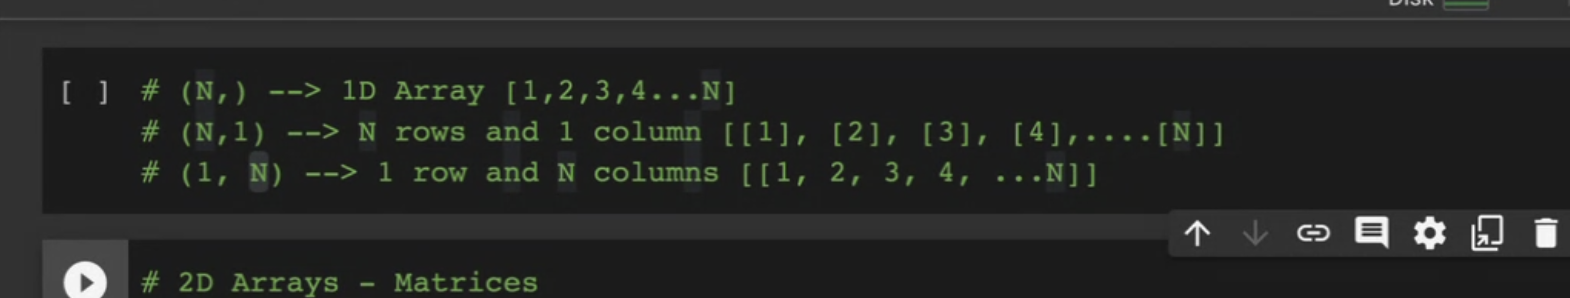 DISK
[ ] # (N,) --> 1D Array [1,2,3,4...N]
# (N,1) --> N rows and 1 column [[1], [2], [3], [4],....[N]]
# (1, N) --> 1 row and N columns [[1, 2, 3, 4, ...N]]
# 2D Arrays - Matrices